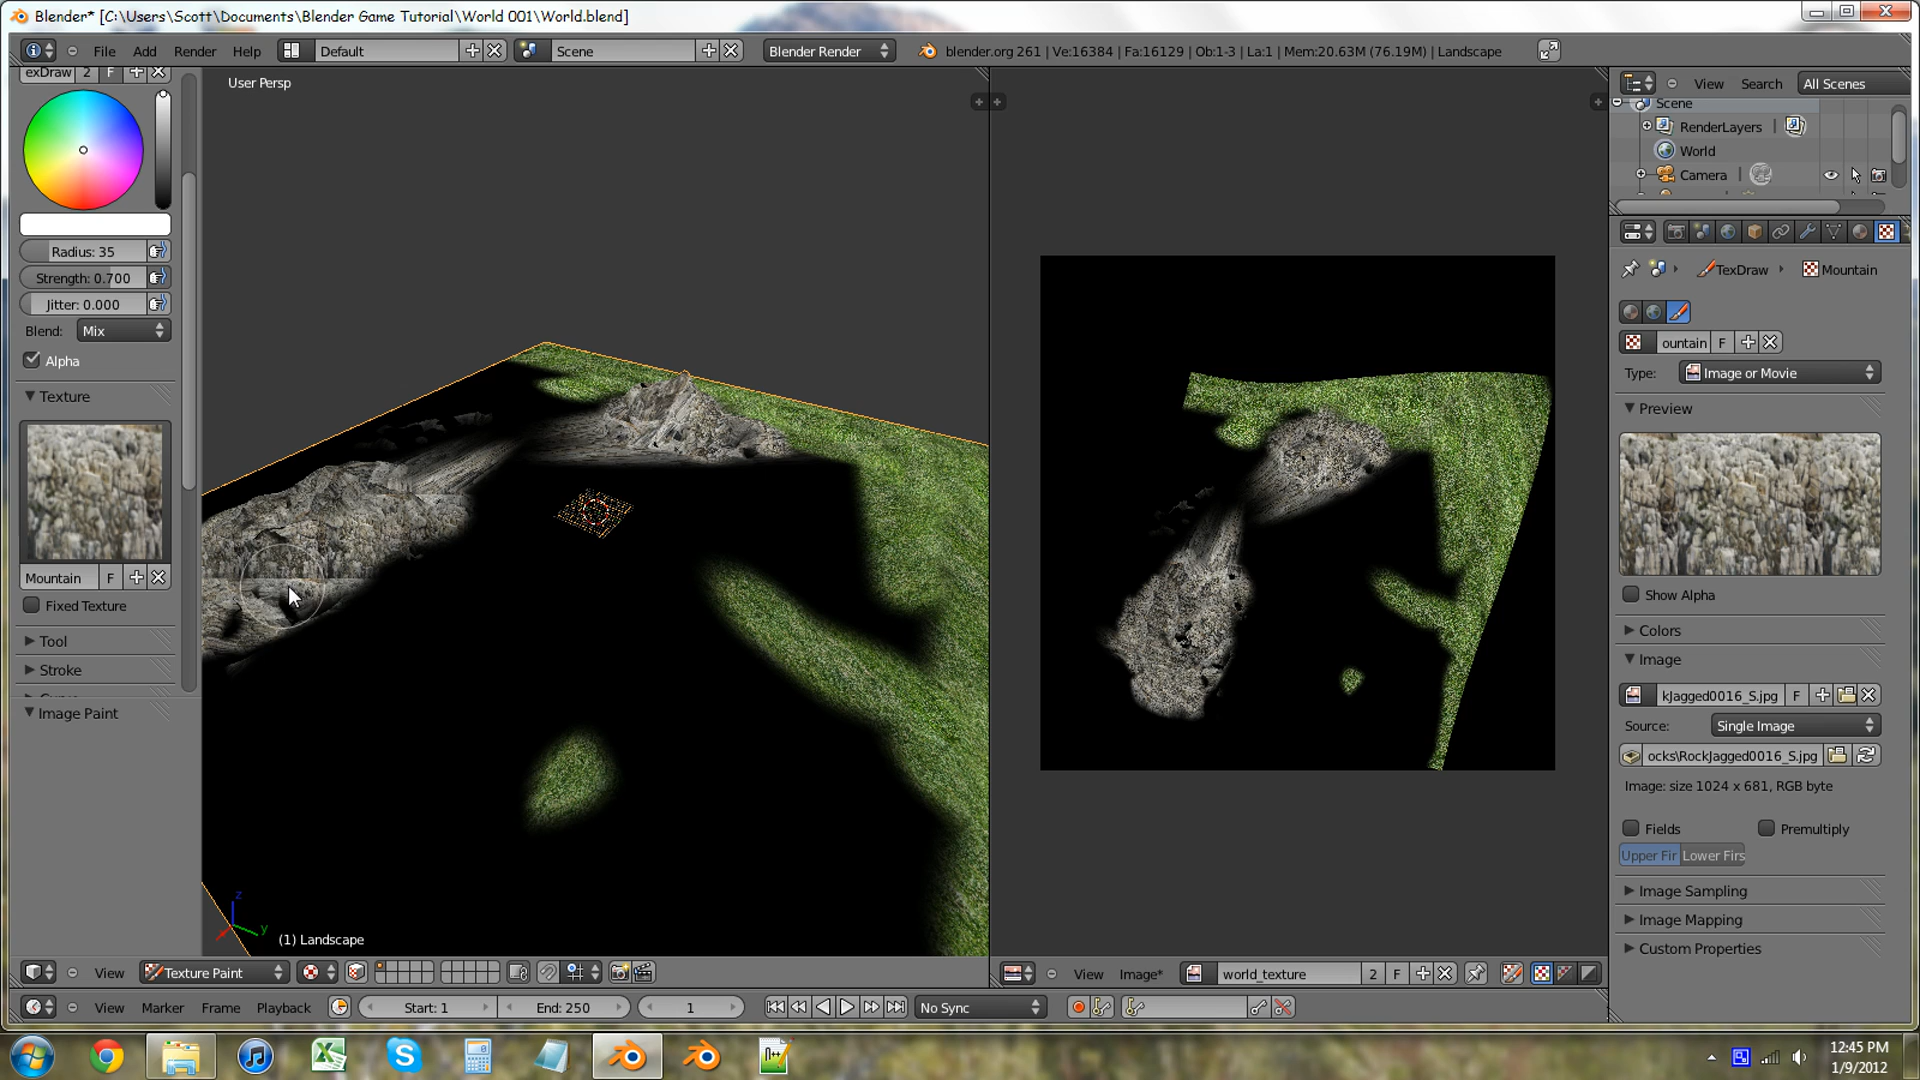 Blender* [C:\Users\Scott\Documents\Blender Game Tutorial\World 001\World.blend]
File Add Render Help Default Scene Blender Render blender.org 261 | Ve:16384 | Fa:16129 | Ob:1-3 | La:1 | Mem:20.63M (76.19M) | Landscape
exDraw 2 F
User Persp
View Search All Scenes
Scene
RenderLayers
World
Camera
Radius: 35
Strength: 0.700
Jitter: 0.000
Blend: Mix
Alpha
Texture
Mountain F
Fixed Texture
Tool
Stroke
Image Paint
z
y
(1) Landscape
TexDraw Mountain
ountain F
Type: Image or Movie
Preview
Show Alpha
Colors
Image
kJagged0016_S.jpg F
Source: Single Image
ocks\RockJagged0016_S.jpg
Image: size 1024 x 681, RGB byte
Fields Premultiply
Upper Fir Lower Firs
Image Sampling
Image Mapping
Custom Properties
View Texture Paint
View Image* world_texture 2 F
View Marker Frame Playback Start: 1 End: 250 1 No Sync
12:45 PM
1/9/2012